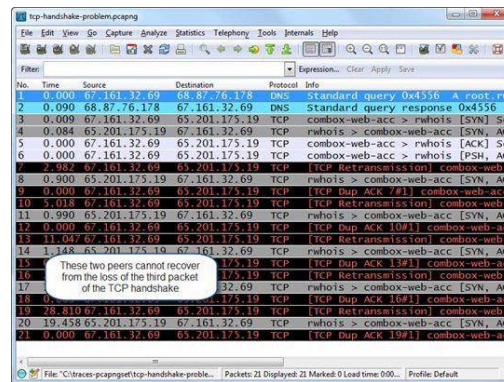 tcp-handshake-problem.pcapng
File Edit View Go Capture Analyze Statistics Telephony Tools Internals Help
Filter: Expression... Clear Apply Save
No. Time Source Destination Protocol Info
1 0.000 67.161.32.69 68.87.76.178 DNS Standard query 0x4556 A root.r
2 0.090 68.87.76.178 67.161.32.69 DNS Standard query response 0x4556
3 0.009 67.161.32.69 65.201.175.19 TCP combox-web-acc > rwhois [SYN] Se
4 0.084 65.201.175.19 67.161.32.69 TCP rwhois > combox-web-acc [SYN, AC
5 0.000 67.161.32.69 65.201.175.19 TCP combox-web-acc > rwhois [ACK] Se
6 0.000 67.161.32.69 65.201.175.19 TCP combox-web-acc > rwhois [PSH, AC
7 2.982 67.161.32.69 65.201.175.19 TCP [TCP Retransmission] combox-web
8 0.900 65.201.175.19 67.161.32.69 TCP rwhois > combox-web-acc [SYN, AC
9 0.000 67.161.32.69 65.201.175.19 TCP [TCP Dup ACK 7#1] combox-web-ac
10 5.018 67.161.32.69 65.201.175.19 TCP [TCP Retransmission] combox-web
11 0.990 65.201.175.19 67.161.32.69 TCP rwhois > combox-web-acc [SYN, AC
12 0.000 67.161.32.69 65.201.175.19 TCP [TCP Dup ACK 10#1] combox-web-a
13 11.047 67.161.32.69 65.201.175.19 TCP [TCP Retransmission] combox-web
14 1.148 65.201.175.19 67.161.32.69 TCP rwhois > combox-web-acc [SYN, AC
15 TCP [TCP Dup ACK 13#1] combox-web-a
16 TCP [TCP Retransmission] combox-web
17 TCP rwhois > combox-web-acc [SYN, AC
18 TCP [TCP Dup ACK 16#1] combox-web-a
19 28.810 67.161.32.69 65.201.175.19 TCP [TCP Retransmission] combox-web
20 19.458 65.201.175.19 67.161.32.69 TCP rwhois > combox-web-acc [SYN, AC
21 0.000 67.161.32.69 65.201.175.19 TCP [TCP Dup ACK 19#1] combox-web-a
These two peers cannot recover
from the loss of the third packet
of the TCP handshake
File: "C:\traces-pcapngset\tcp-handshake-proble... Packets: 21 Displayed: 21 Marked: 0 Load time: 0:00... Profile: Default